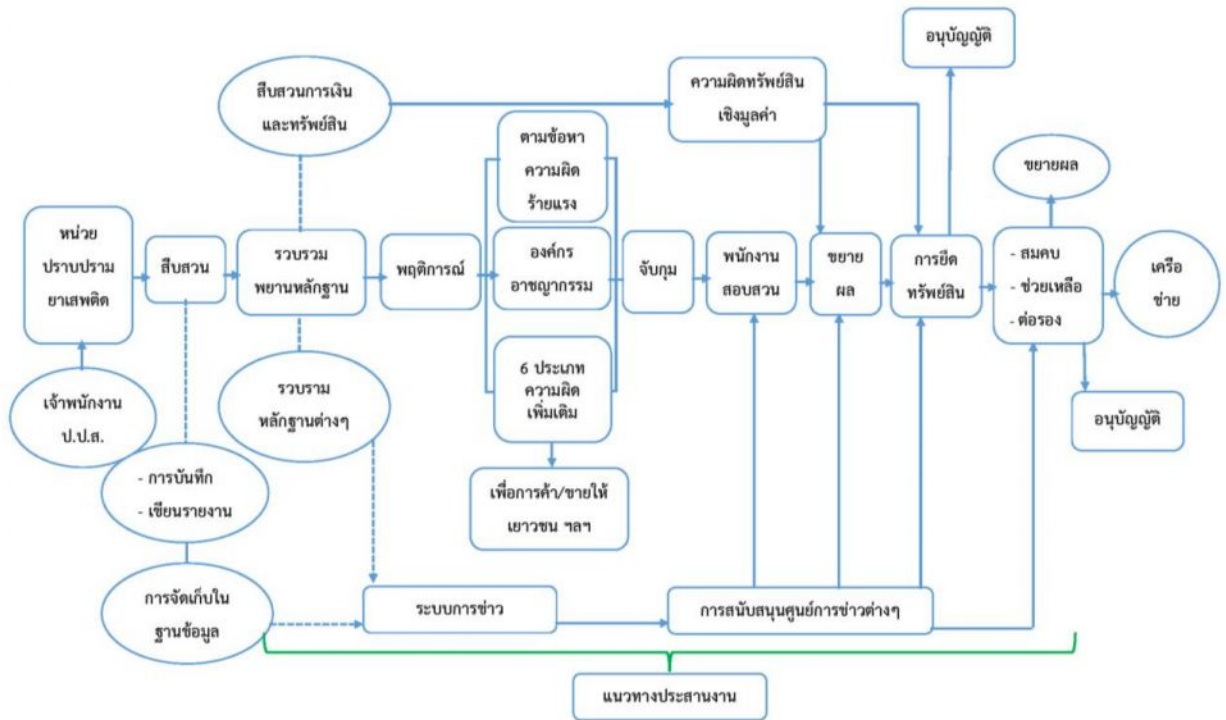 อนุบัญญัติ
สืบสวนการเงิน
และทรัพย์สิน
ความผิดทรัพย์สิน
เชิงมูลค่า
ตามข้อหา
ความผิด
ร้ายแรง
ขยายผล
หน่วย
ปราบปราม
ยาเสพติด
สืบสวน
รวบรวม
พยานหลักฐาน
พฤติการณ์
องค์กร
อาชญากรรม
จับกุม
พนักงาน
สอบสวน
ขยาย
ผล
การยึด
ทรัพย์สิน
- สมคบ
- ช่วยเหลือ
- ต่อรอง
เครือ
ข่าย
เจ้าพนักงาน
ป.ป.ส.
รวบราม
หลักฐานต่างๆ
6 ประเภท
ความผิด
เพิ่มเติม
อนุบัญญัติ
- การบันทึก
- เขียนรายงาน
เพื่อการค้า/ขายให้
เยาวชน ฯลฯ
การจัดเก็บใน
ฐานข้อมูล
ระบบการข่าว
การสนับสนุนศูนย์การข่าวต่างๆ
แนวทางประสานงาน